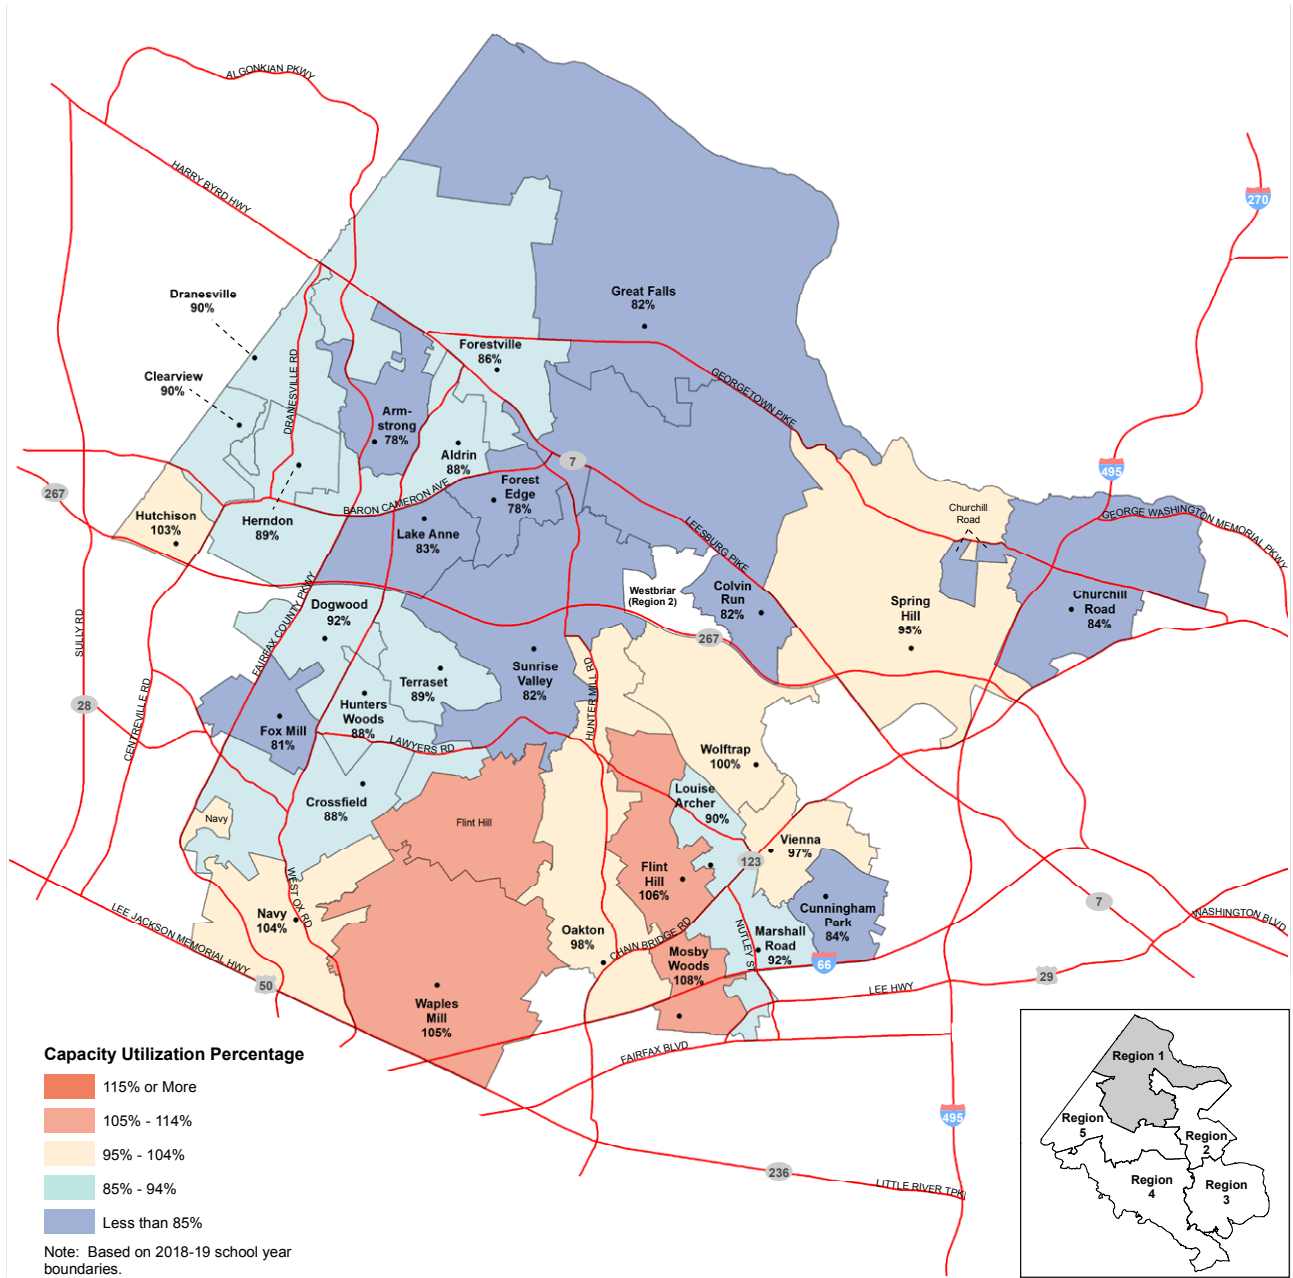 ALGONKIAN PKWY
HARRY BYRD HWY
270
Dranesville
90%
Great Falls
82%
Clearview
90%
DRANESVILLE RD
Forestville
86%
GEORGETOWN PIKE
Arm-
strong
78%
Aldrin
88%
7
495
267
BARON CAMERON AVE
Forest
Edge
78%
Hutchison
103%
Herndon
89%
Lake Anne
83%
LEESBURG PIKE
Churchill
Road
GEORGE WASHINGTON MEMORIAL PKWY
Westbriar
(Region 2)
Colvin
Run
82%
Spring
Hill
95%
Churchill
Road
84%
SULLY RD
FAIRFAX COUNTY PKWY
Dogwood
92%
267
Terraset
89%
Sunrise
Valley
82%
HUNTER MILL RD
28
CENTREVILLE RD
Fox Mill
81%
Hunters
Woods
88%
LAWYERS RD
Wolftrap
100%
Crossfield
88%
Louise
Archer
90%
Navy
Flint Hill
Vienna
97%
123
Flint
Hill
106%
WEST OX RD
Cunningham
Park
84%
7
WASHINGTON BLVD
LEE JACKSON MEMORIAL HWY
Navy
104%
Oakton
98%
CHAIN BRIDGE RD
NUTLEY ST
Marshall
Road
92%
Mosby
Woods
108%
66
29
50
LEE HWY
Waples
Mill
105%
FAIRFAX BLVD
495
236
LITTLE RIVER TPKE
Capacity Utilization Percentage
115% or More
105% - 114%
95% - 104%
85% - 94%
Less than 85%
Note: Based on 2018-19 school year
boundaries.
Region 1
Region
5
Region
2
Region
4
Region
3